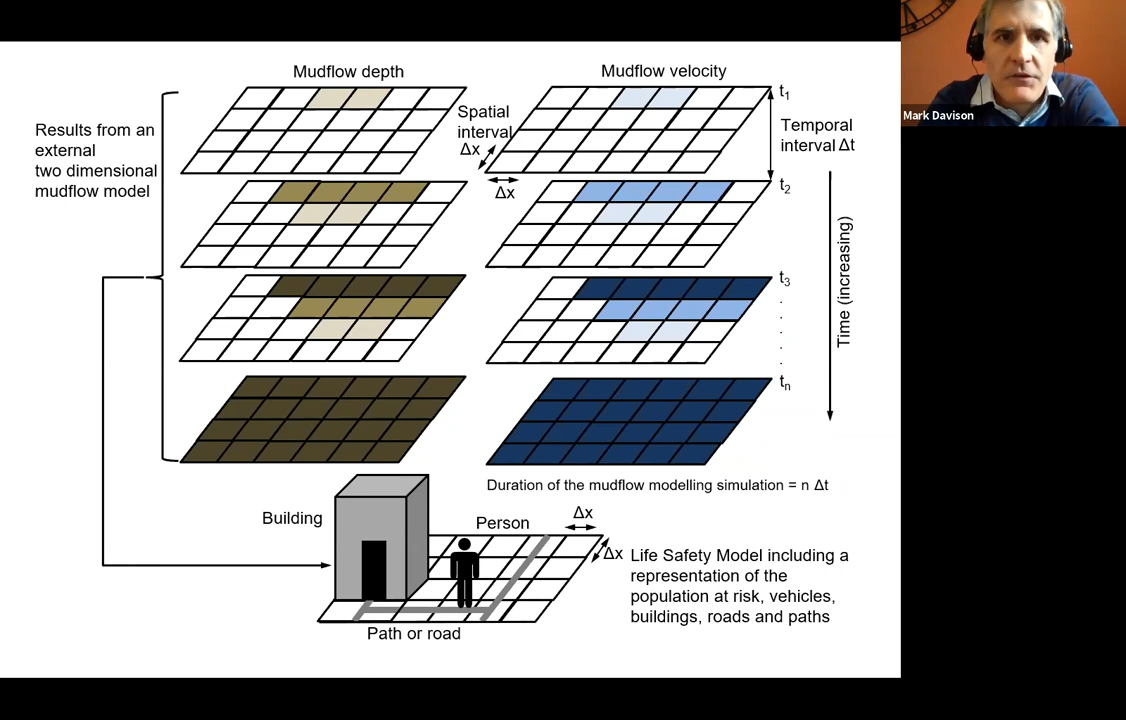 Mudflow depth
Mudflow velocity
Results from an
external
two dimensional
mudflow model
Spatial
interval
Δx
Δx
t1
Temporal
interval Δt
t2
t3
.
.
.
.
.
tn
Time (increasing)
Duration of the mudflow modelling simulation = n Δt
Building
Person
Δx
Δx
Path or road
Life Safety Model including a
representation of the
population at risk, vehicles,
buildings, roads and paths
Mark Davison